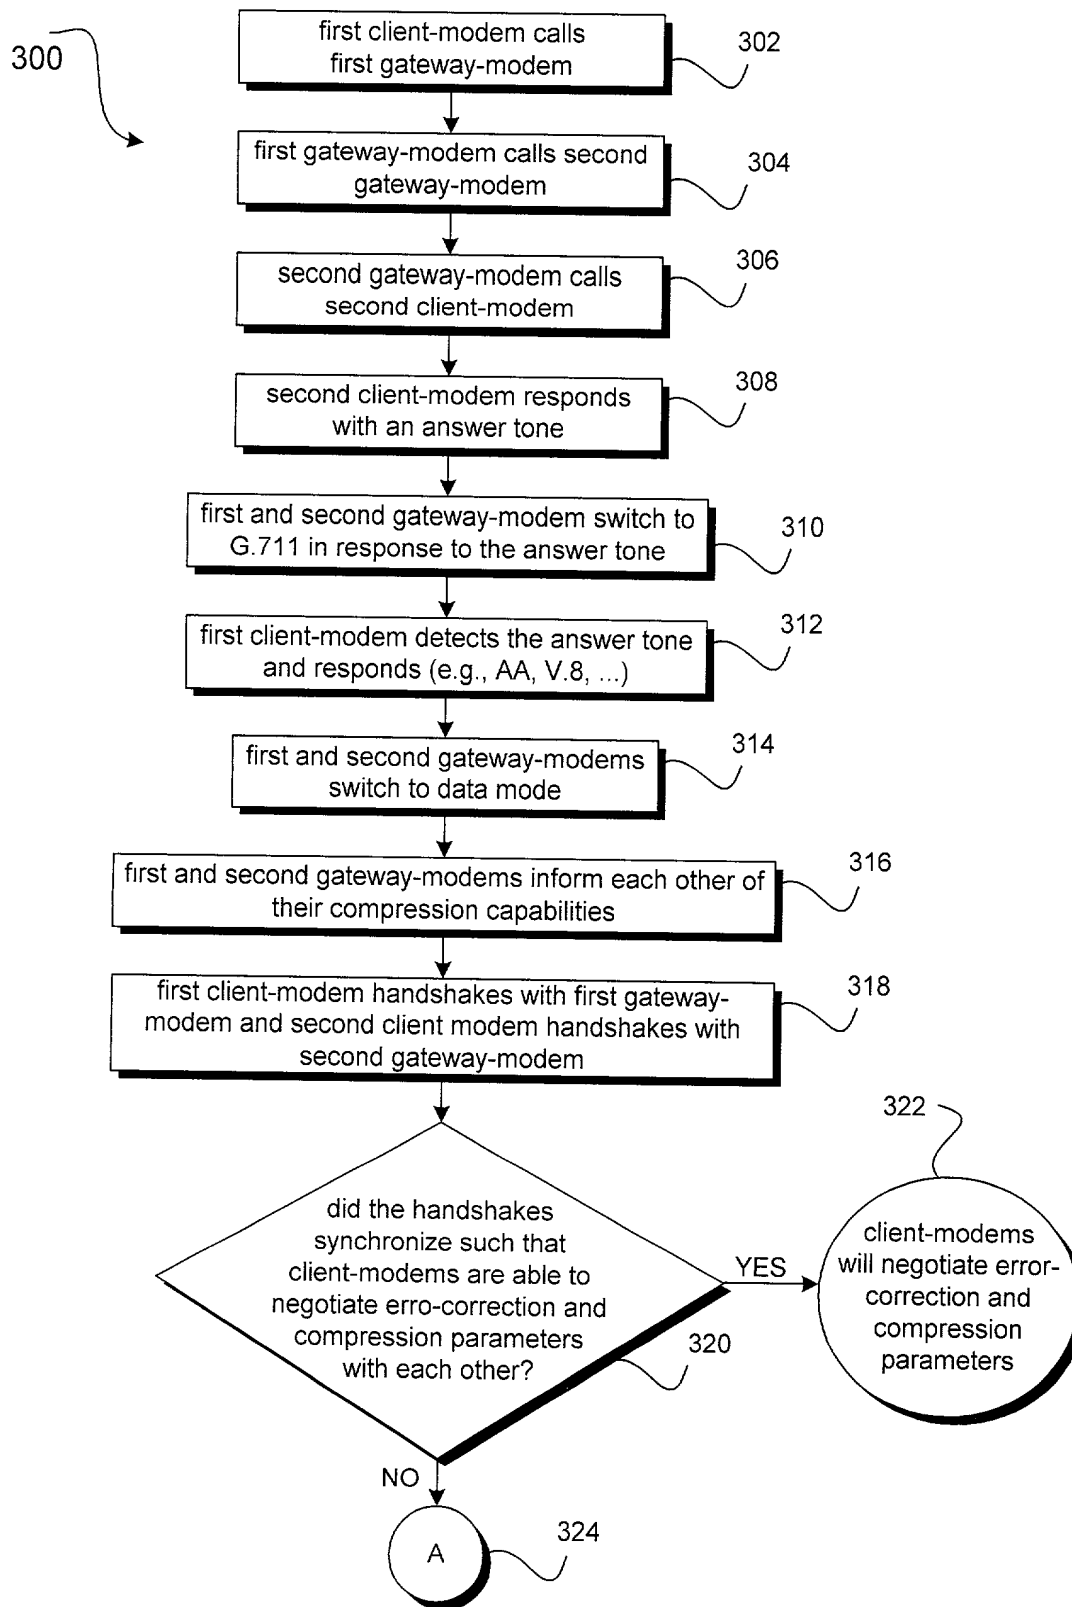 300
first client-modem calls
first gateway-modem
302
first gateway-modem calls second
gateway-modem
304
second gateway-modem calls
second client-modem
306
second client-modem responds
with an answer tone
308
first and second gateway-modem switch to
G.711 in response to the answer tone
310
first client-modem detects the answer tone
and responds (e.g., AA, V.8, ...)
312
first and second gateway-modems
switch to data mode
314
first and second gateway-modems inform each other of
their compression capabilities
316
first client-modem handshakes with first gateway-
modem and second client modem handshakes with
second gateway-modem
318
did the handshakes
synchronize such that
client-modems are able to
negotiate erro-correction and
compression parameters
with each other?
320
YES
322
client-modems
will negotiate error-
correction and
compression
parameters
NO
A
324